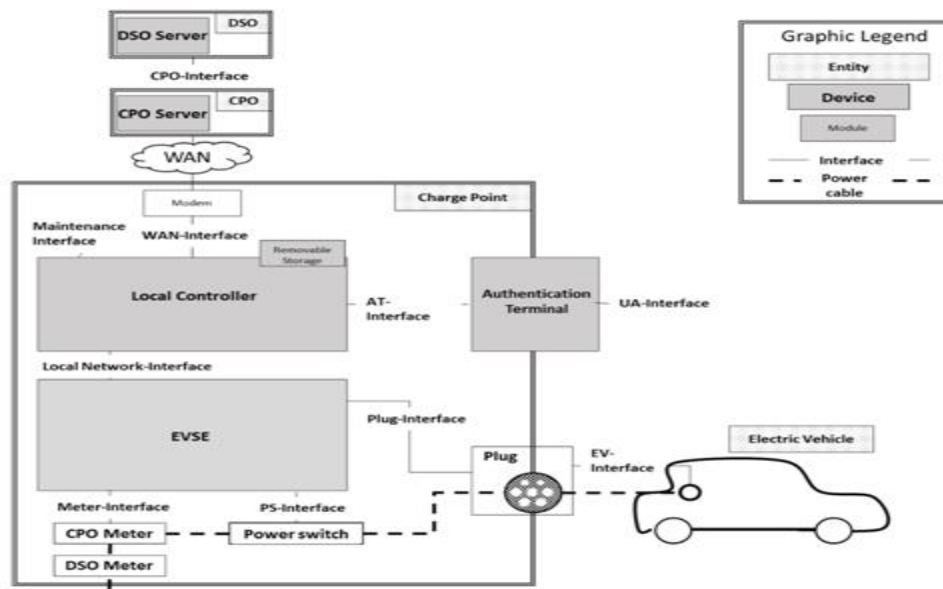 DSO Server
DSO
CPO-Interface
CPO Server
CPO
WAN
Modem
Charge Point
Maintenance
Interface
WAN-Interface
Removable
Storage
Local Controller
AT-
Interface
Authentication
Terminal
UA-Interface
Local Network-Interface
EVSE
Plug-Interface
Plug
EV-
Interface
Electric Vehicle
Meter-Interface
PS-Interface
CPO Meter
Power switch
DSO Meter
Graphic Legend
Entity
Device
Module
Interface
Power
cable